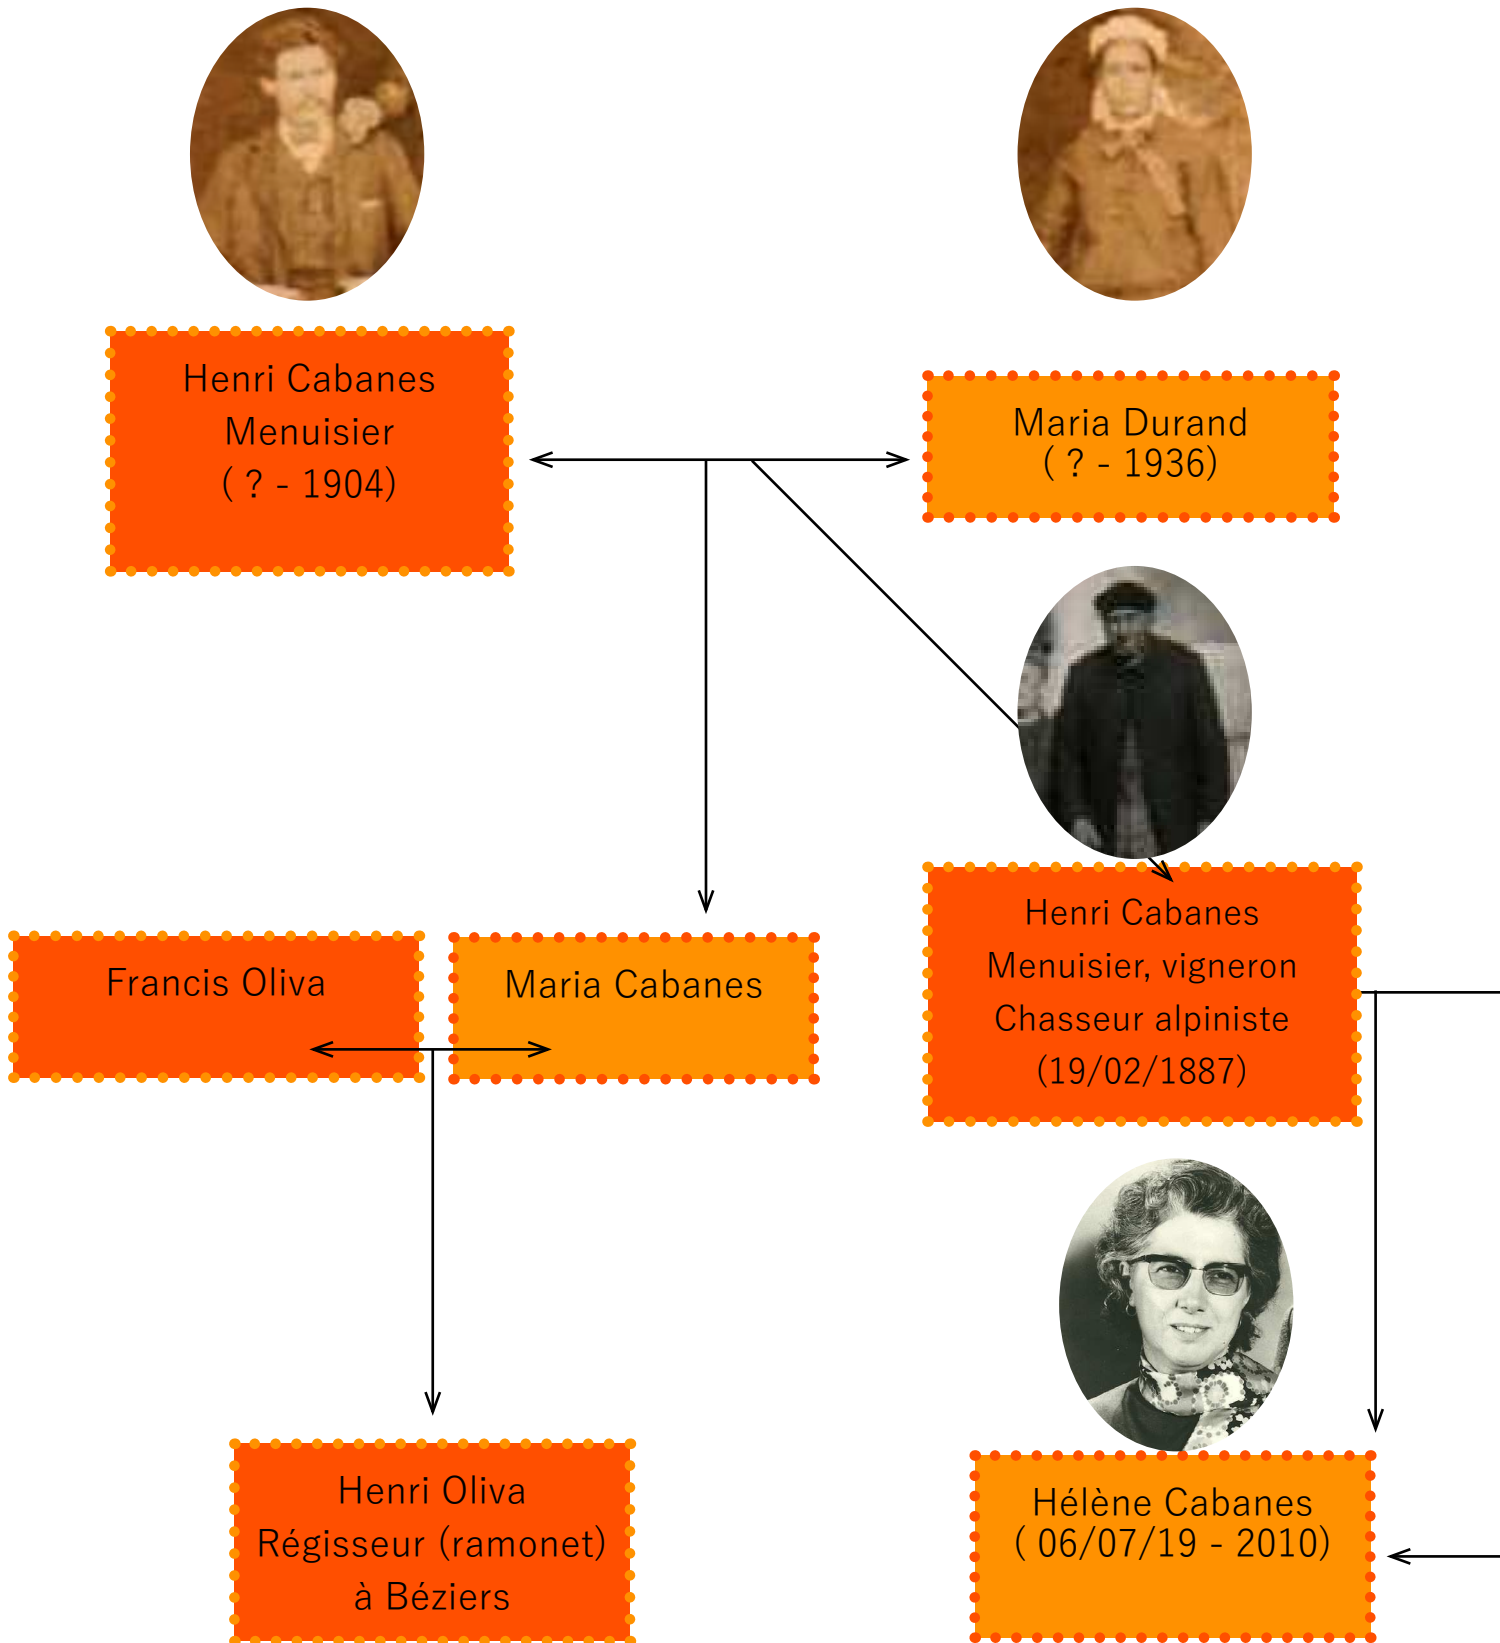 Henri Cabanes
Menuisier
( ? - 1904)
Maria Durand
( ? - 1936)
Francis Oliva
Maria Cabanes
Henri Cabanes
Menuisier, vigneron
Chasseur alpiniste
(19/02/1887)
Henri Oliva
Régisseur (ramonet)
à Béziers
Hélène Cabanes
( 06/07/19 - 2010)